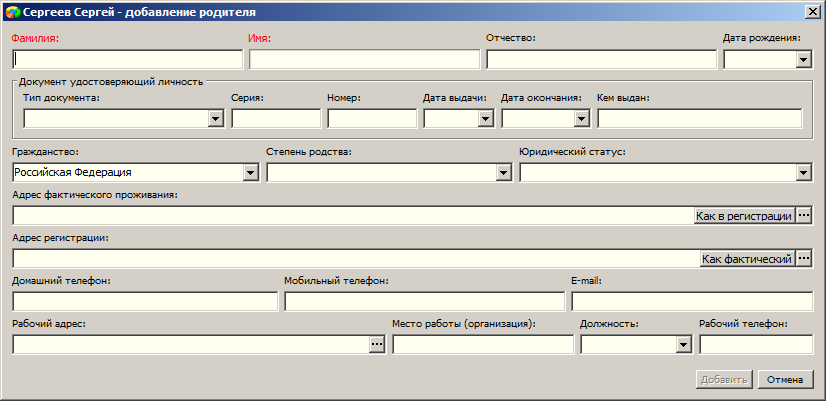 Сергеев Сергей - добавление родителя
Фамилия: Имя: Отчество: Дата рождения:
Документ удостоверяющий личность
Тип документа: Серия: Номер: Дата выдачи: Дата окончания: Кем выдан:
Гражданство: Степень родства: Юридический статус:
Российская Федерация
Адрес фактического проживания:
Как в регистрации ...
Адрес регистрации:
Как фактический ...
Домашний телефон: Мобильный телефон: E-mail:
Рабочий адрес: Место работы (организация): Должность: Рабочий телефон:
...
Добавить Отмена